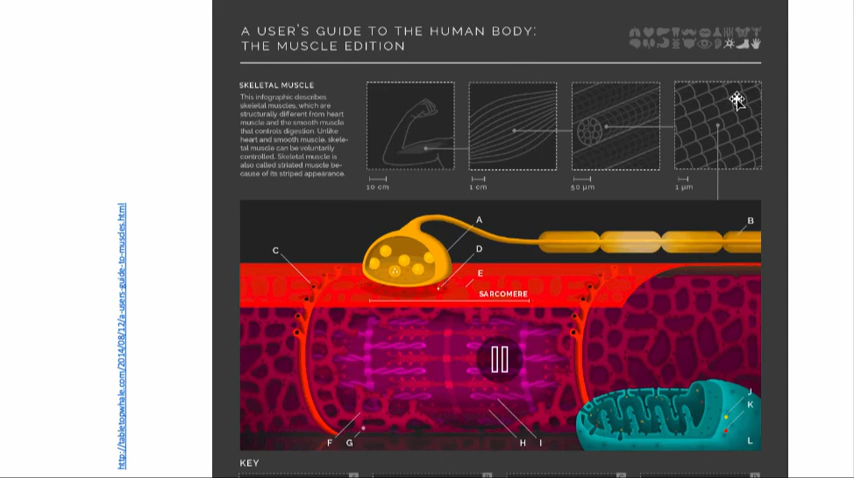 A USER'S GUIDE TO THE HUMAN BODY:
THE MUSCLE EDITION
SKELETAL MUSCLE
This infographic describes
skeletal muscles, which are
structurally different from heart
muscle and the smooth muscle
that controls digestion. Unlike
heart and smooth muscle, skele-
tal muscle can be voluntarily
controlled. Skeletal muscle is
also called striated muscle be-
cause of its striped appearance.
10 cm
1 cm
50 µm
1 µm
A
B
C
D
E
SARCOMERE
F
G
H
I
J
K
L
KEY
http://tabletopwhale.com/2014/08/12/a-users-guide-to-muscles.html